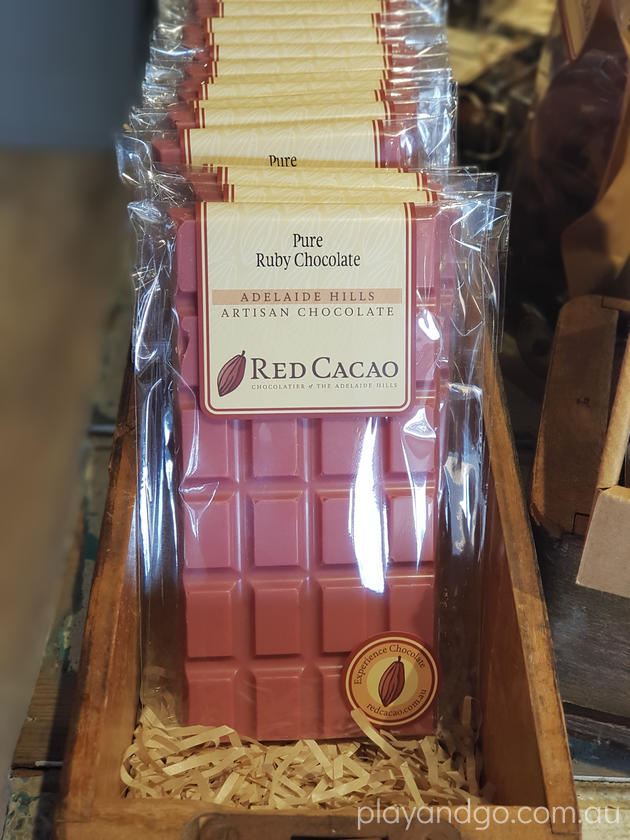 Pure
Pure
Ruby Chocolate
ADELAIDE HILLS
ARTISAN CHOCOLATE
RED CACAO
CHOCOLATIER of THE ADELAIDE HILLS
Experience Chocolate
redcacao.com.au
playandgo.com.au